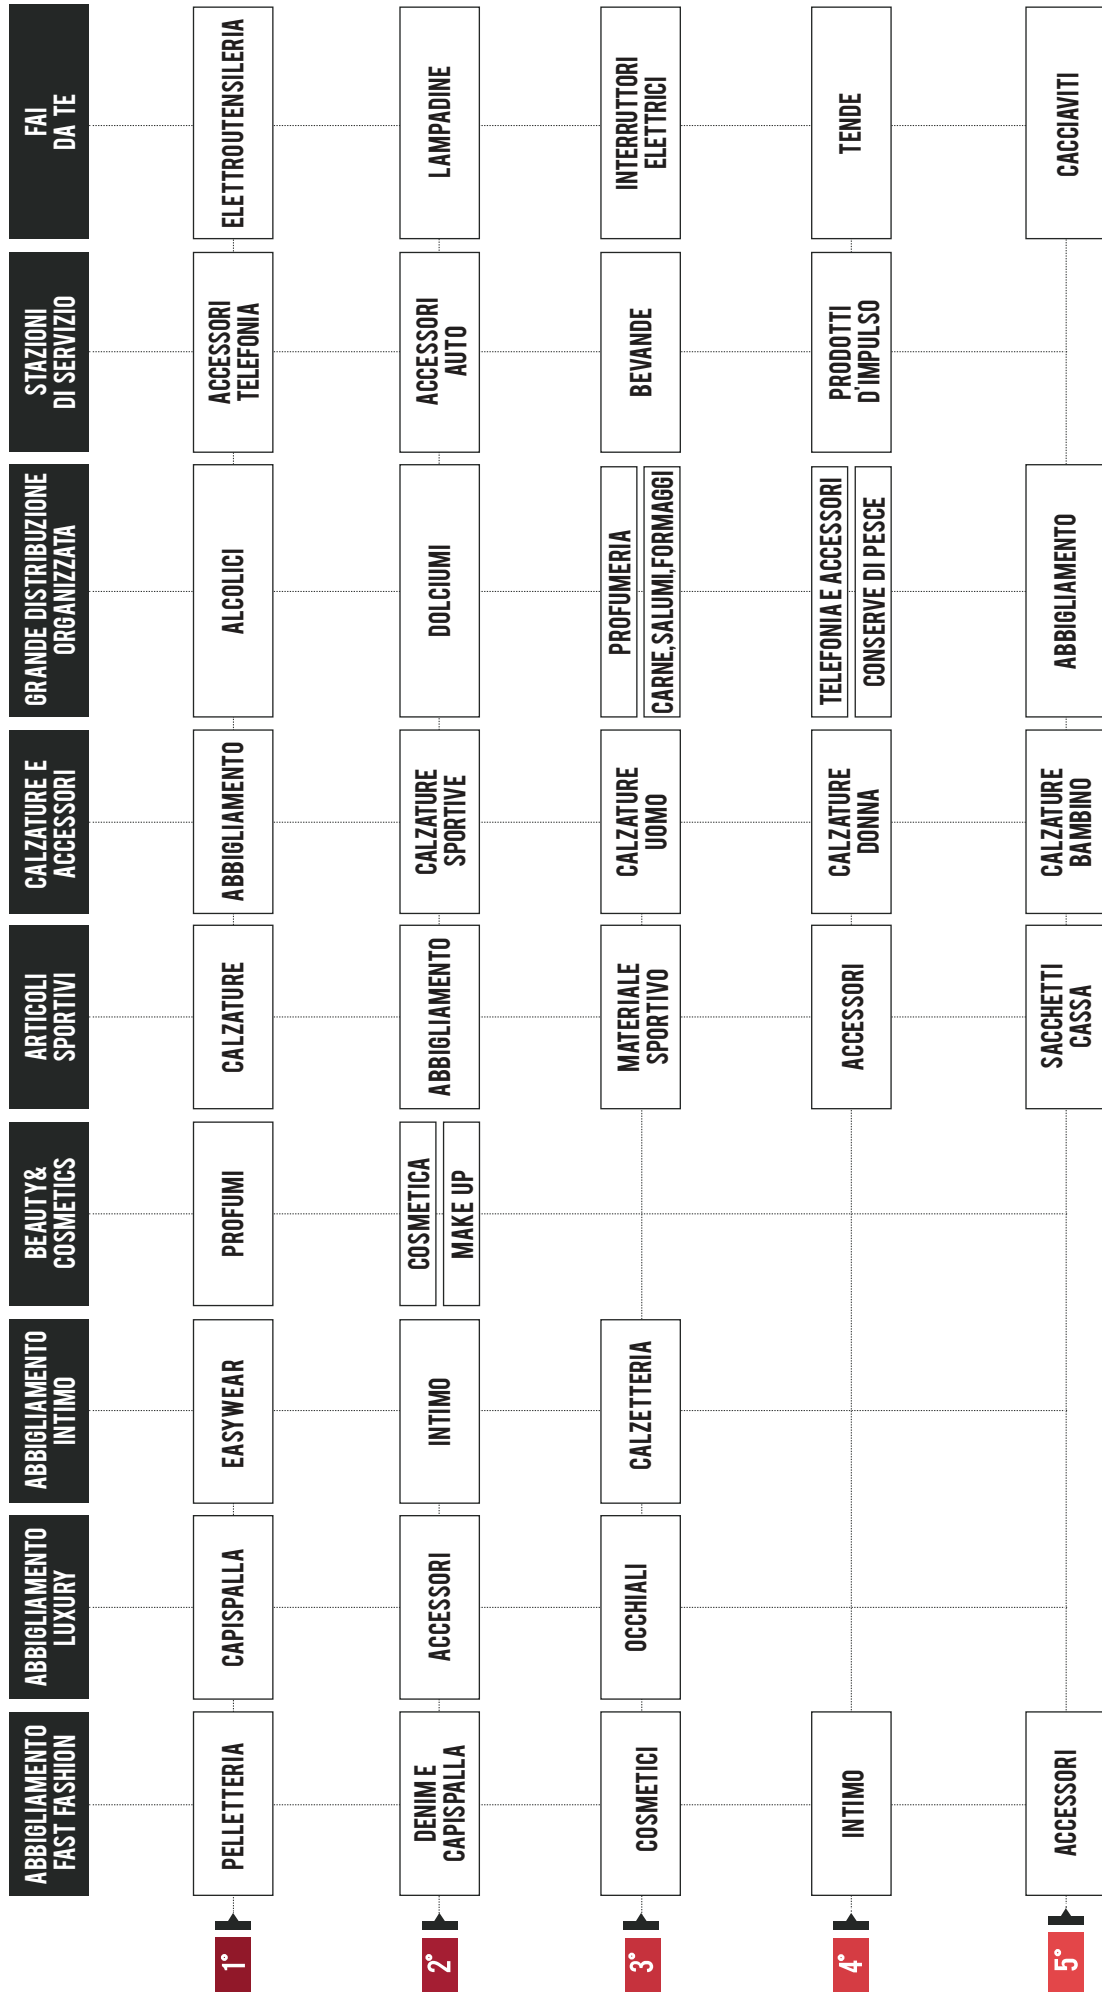 ABBIGLIAMENTO
FAST FASHION
ABBIGLIAMENTO
LUXURY
ABBIGLIAMENTO
INTIMO
BEAUTY&
COSMETICS
ARTICOLI
SPORTIVI
CALZATURE E
ACCESSORI
GRANDE DISTRIBUZIONE
ORGANIZZATA
STAZIONI
DI SERVIZIO
FAI
DA TE
1°
PELLETTERIA
CAPISPALLA
EASYWEAR
PROFUMI
CALZATURE
ABBIGLIAMENTO
ALCOLICI
ACCESSORI
TELEFONIA
ELETTROUTENSILERIA
2°
DENIM E
CAPISPALLA
ACCESSORI
INTIMO
COSMETICA
MAKE UP
ABBIGLIAMENTO
CALZATURE
SPORTIVE
DOLCIUMI
ACCESSORI
AUTO
LAMPADINE
3°
COSMETICI
OCCHIALI
CALZETTERIA
MATERIALE
SPORTIVO
CALZATURE
UOMO
PROFUMERIA
CARNE,SALUMI,FORMAGGI
BEVANDE
INTERRUTTORI
ELETTRICI
4°
INTIMO
ACCESSORI
CALZATURE
DONNA
TELEFONIA E ACCESSORI
CONSERVE DI PESCE
PRODOTTI
D'IMPULSO
TENDE
5°
ACCESSORI
SACCHETTI
CASSA
CALZATURE
BAMBINO
ABBIGLIAMENTO
CACCIAVITI